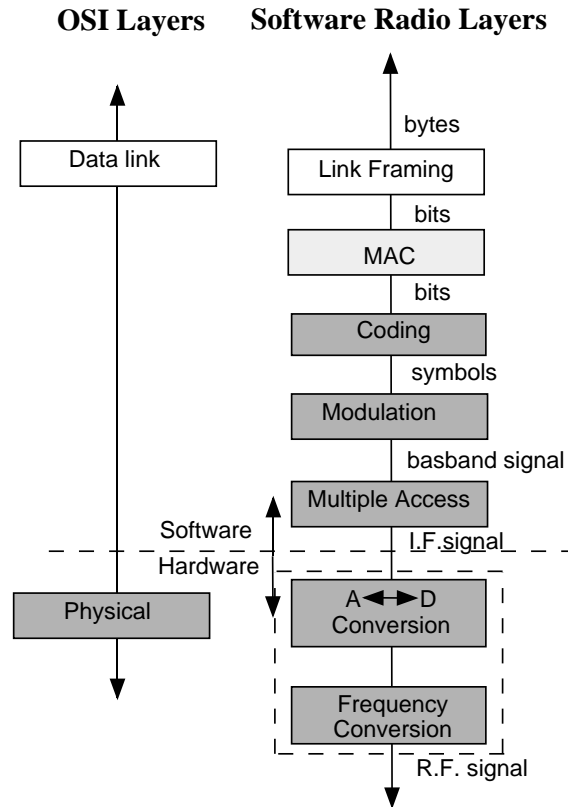 OSI Layers
Software Radio Layers
bytes
Data link
Link Framing
bits
MAC
bits
Coding
symbols
Modulation
basband signal
Multiple Access
Software
I.F.signal
Hardware
Physical
A D
Conversion
Frequency
Conversion
R.F. signal